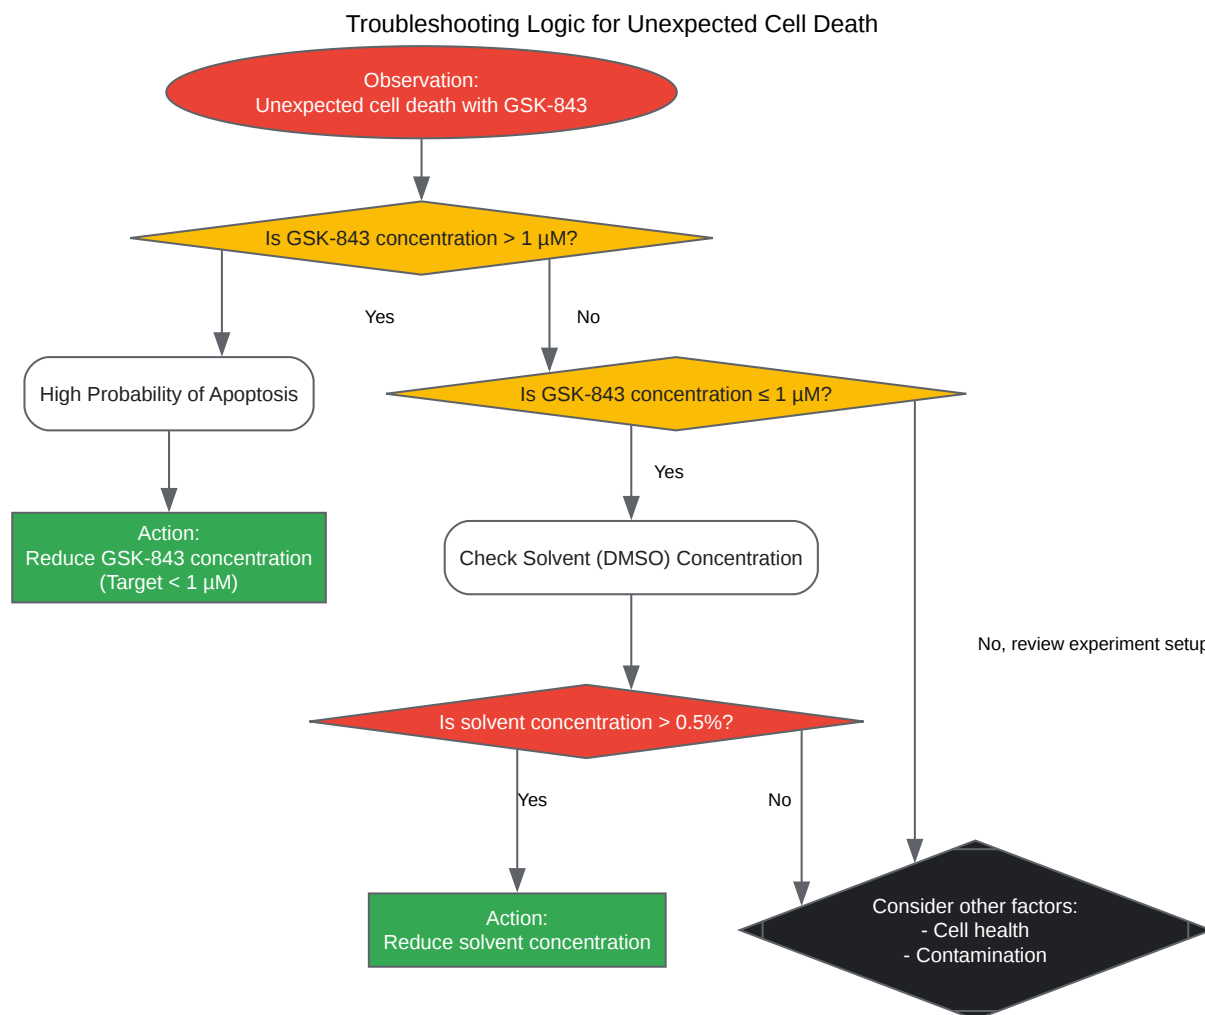 Troubleshooting Logic for Unexpected Cell Death
Observation:
Unexpected cell death with GSK-843
Is GSK-843 concentration > 1 µM?
Yes
No
High Probability of Apoptosis
Is GSK-843 concentration ≤ 1 µM?
Yes
Action:
Reduce GSK-843 concentration
(Target < 1 µM)
Check Solvent (DMSO) Concentration
No, review experiment setup
Is solvent concentration > 0.5%?
Yes
No
Action:
Reduce solvent concentration
Consider other factors:
- Cell health
- Contamination